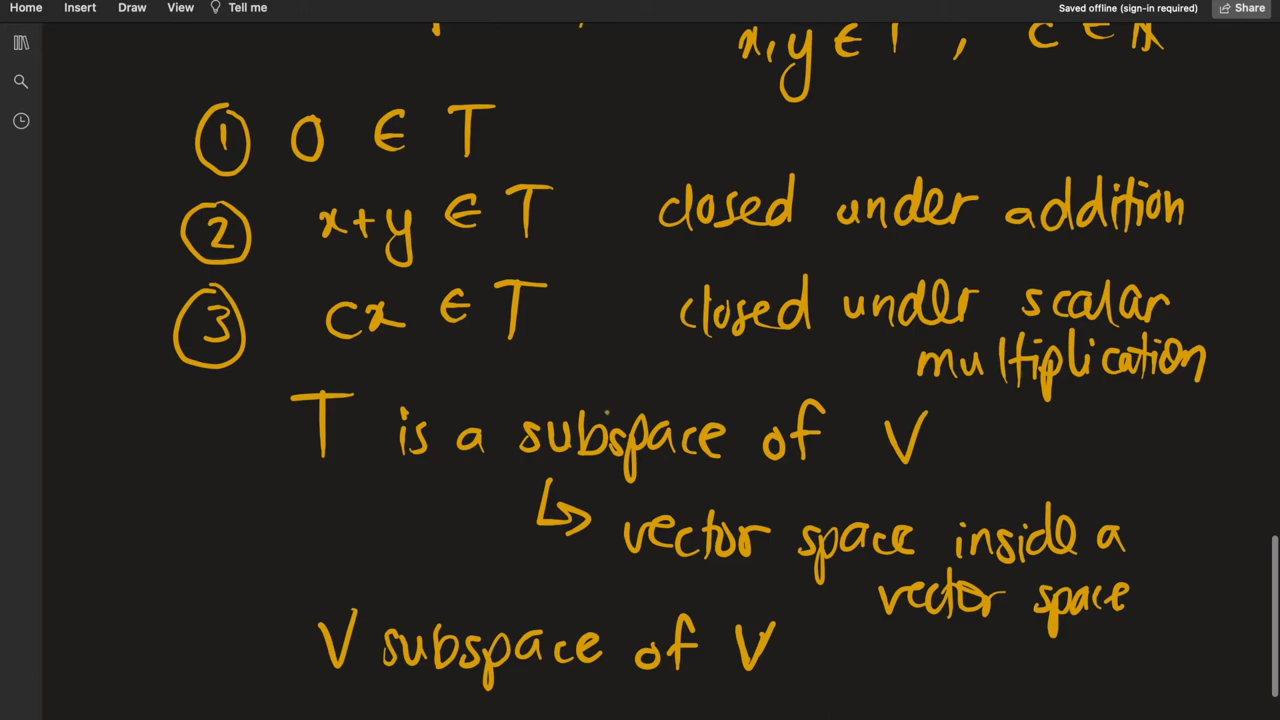 Home Insert Draw View Tell me Saved offline (sign-in required) Share
x, y ∈ T , c ∈ ℝ
① 0 ∈ T
② x+y ∈ T closed under addition
③ cx ∈ T closed under scalar
multiplication
T is a subspace of V
↳ vector space inside a
vector space
V subspace of V